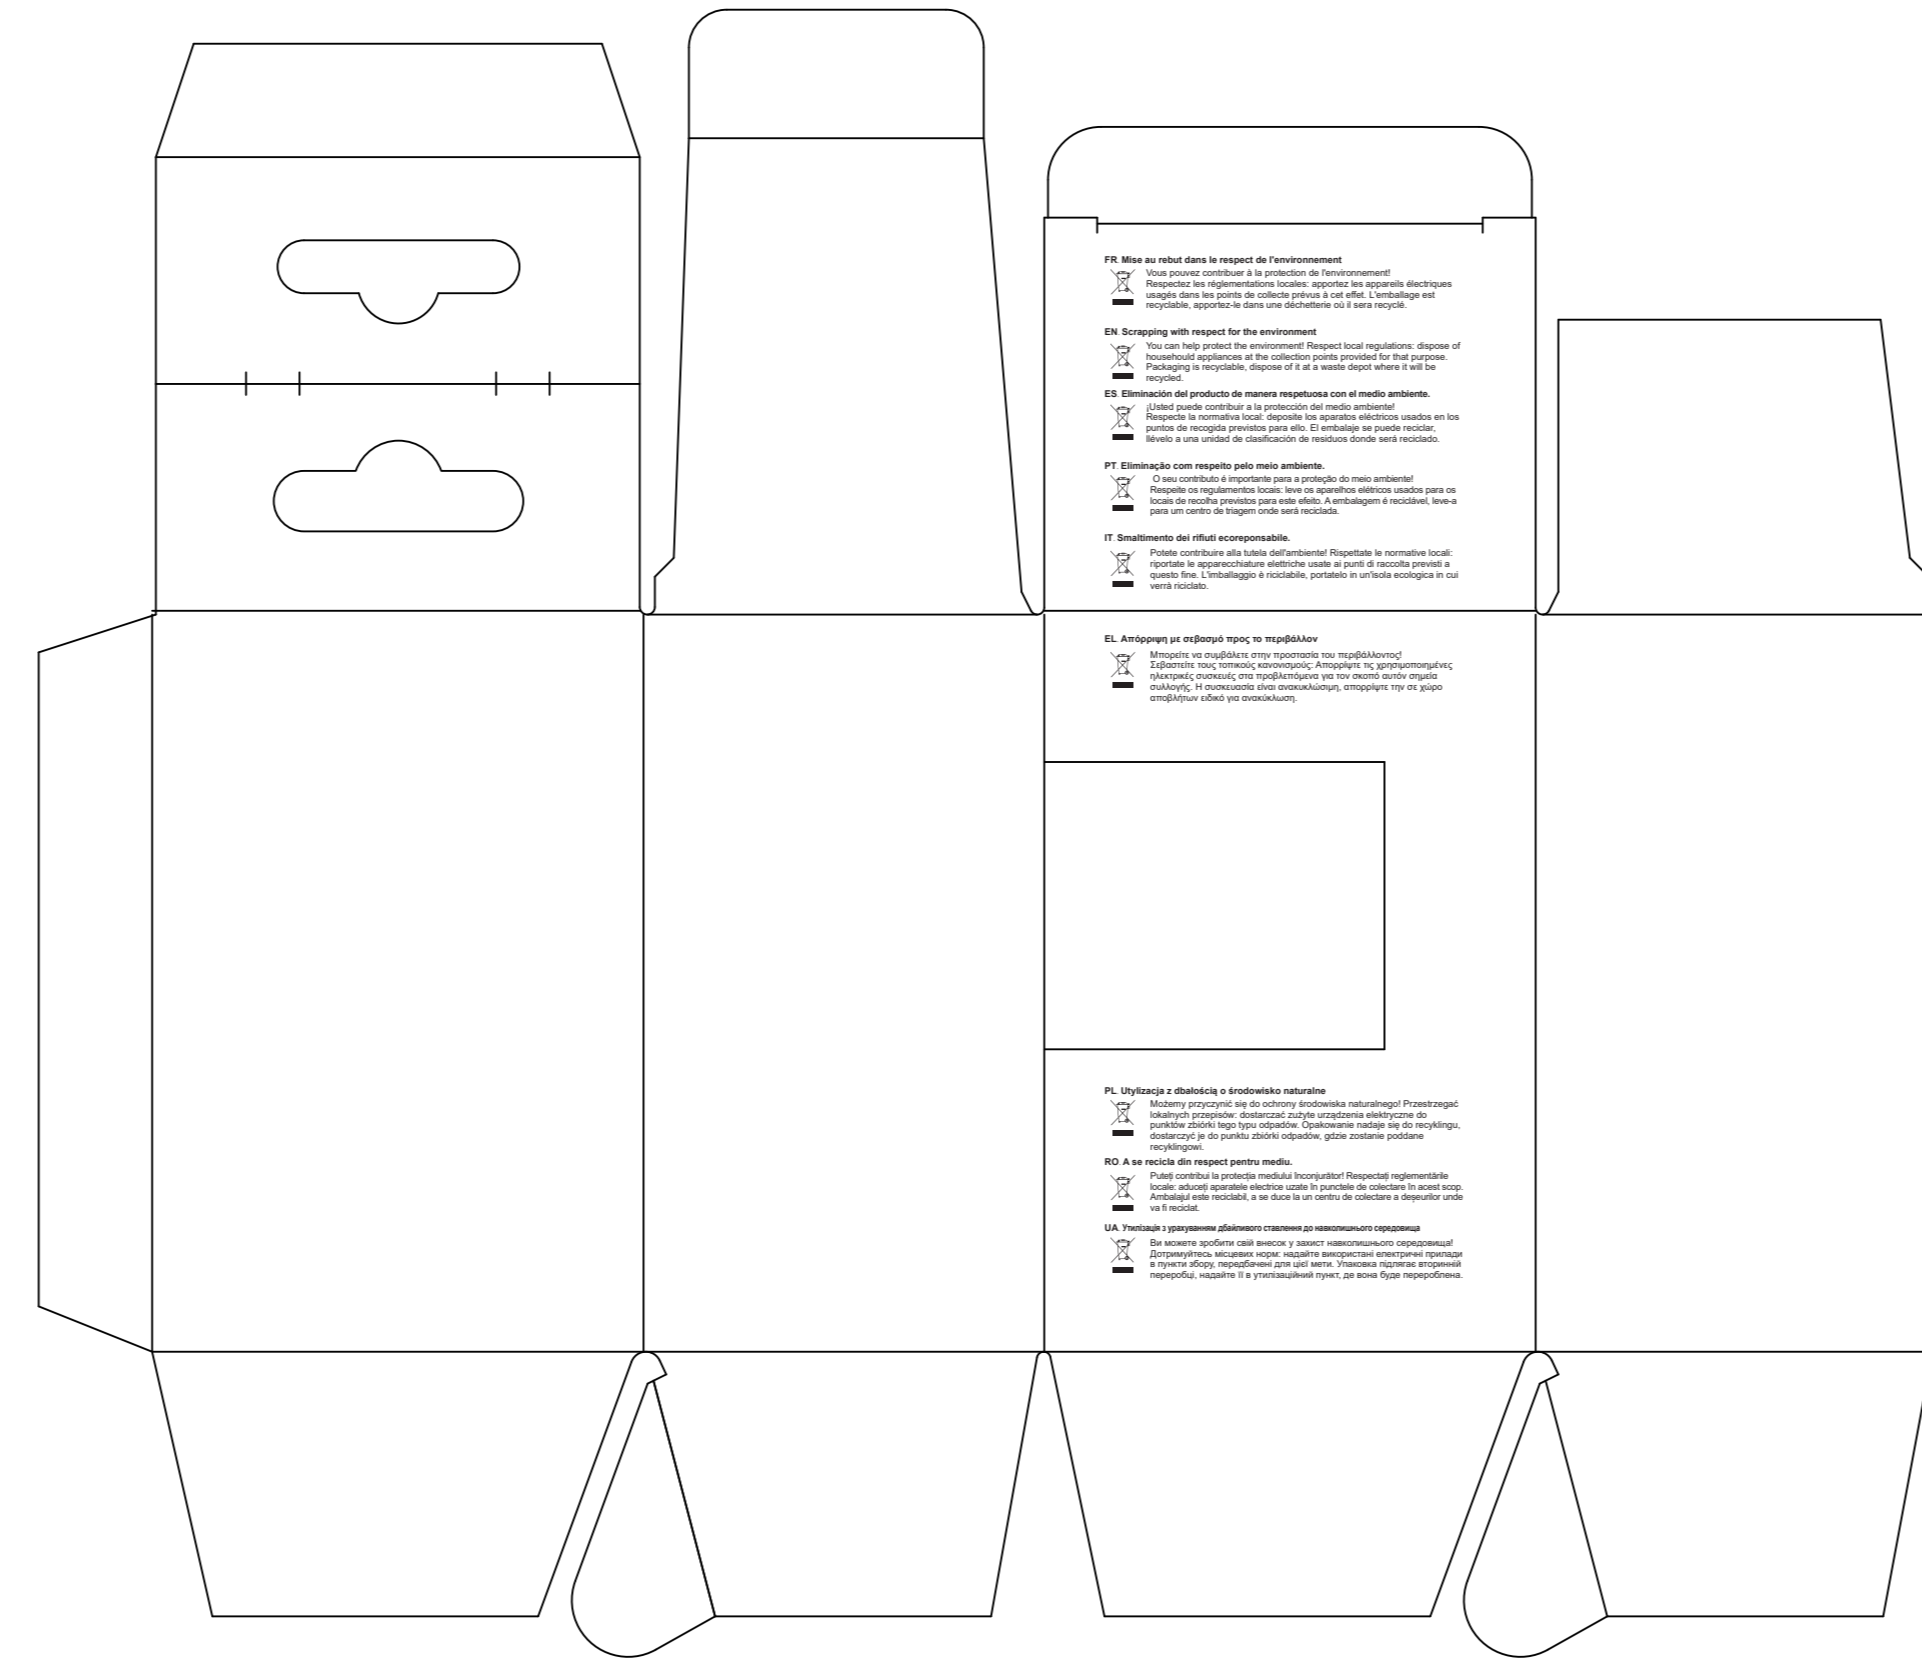 FR. Mise au rebut dans le respect de l'environnement
Vous pouvez contribuer à la protection de l'environnement!
Respectez les réglementations locales: apportez les appareils électriques
usagés dans les points de collecte prévus à cet effet. L'emballage est
recyclable, apportez-le dans une déchetterie où il sera recyclé.
EN. Scrapping with respect for the environment
You can help protect the environment! Respect local regulations: dispose of
househould appliances at the collection points provided for that purpose.
Packaging is recyclable, dispose of it at a waste depot where it will be
recycled.
ES. Eliminación del producto de manera respetuosa con el medio ambiente.
¡Usted puede contribuir a la protección del medio ambiente!
Respecte la normativa local: deposite los aparatos eléctricos usados en los
puntos de recogida previstos para ello. El embalaje se puede reciclar,
llévelo a una unidad de clasificación de residuos donde será reciclado.
PT. Eliminação com respeito pelo meio ambiente.
O seu contributo é importante para a proteção do meio ambiente!
Respeite os regulamentos locais: leve os aparelhos elétricos usados para os
locais de recolha previstos para este efeito. A embalagem é reciclável, leve-a
para um centro de triagem onde será reciclada.
IT. Smaltimento dei rifiuti ecoreponsabile.
Potete contribuire alla tutela dell'ambiente! Rispettate le normative locali:
riportate le apparecchiature elettriche usate ai punti di raccolta previsti a
questo fine. L'imballaggio è riciclabile, portatelo in un'isola ecologica in cui
verrà riciclato.
EL. Απόρριψη με σεβασμό προς το περιβάλλον
Μπορείτε να συμβάλετε στην προστασία του περιβάλλοντος!
Σεβαστείτε τους τοπικούς κανονισμούς: Απορρίψτε τις χρησιμοποιημένες
ηλεκτρικές συσκευές στα προβλεπόμενα για τον σκοπό αυτόν σημεία
συλλογής. Η συσκευασία είναι ανακυκλώσιμη, απορρίψτε την σε χώρο
αποβλήτων ειδικό για ανακύκλωση.
PL. Utylizacja z dbałością o środowisko naturalne
Możemy przyczynić się do ochrony środowiska naturalnego! Przestrzegać
lokalnych przepisów: dostarczać zużyte urządzenia elektryczne do
punktów zbiórki tego typu odpadów. Opakowanie nadaje się do recyklingu,
dostarczyć je do punktu zbiórki odpadów, gdzie zostanie poddane
recyklingowi.
RO. A se recicla din respect pentru mediu.
Puteți contribui la protecția mediului înconjurător! Respectați reglementările
locale: aduceți aparatele electrice uzate în punctele de colectare în acest scop.
Ambalajul este reciclabil, a se duce la un centru de colectare a deșeurilor unde
va fi reciclat.
UA. Утилізація з урахуванням дбайливого ставлення до навколишнього середовища
Ви можете зробити свій внесок у захист навколишнього середовища!
Дотримуйтесь місцевих норм: надайте використані електричні прилади
в пункти збору, передбачені для цієї мети. Упаковка підлягає вторинній
переробці, надайте її в утилізаційний пункт, де вона буде перероблена.